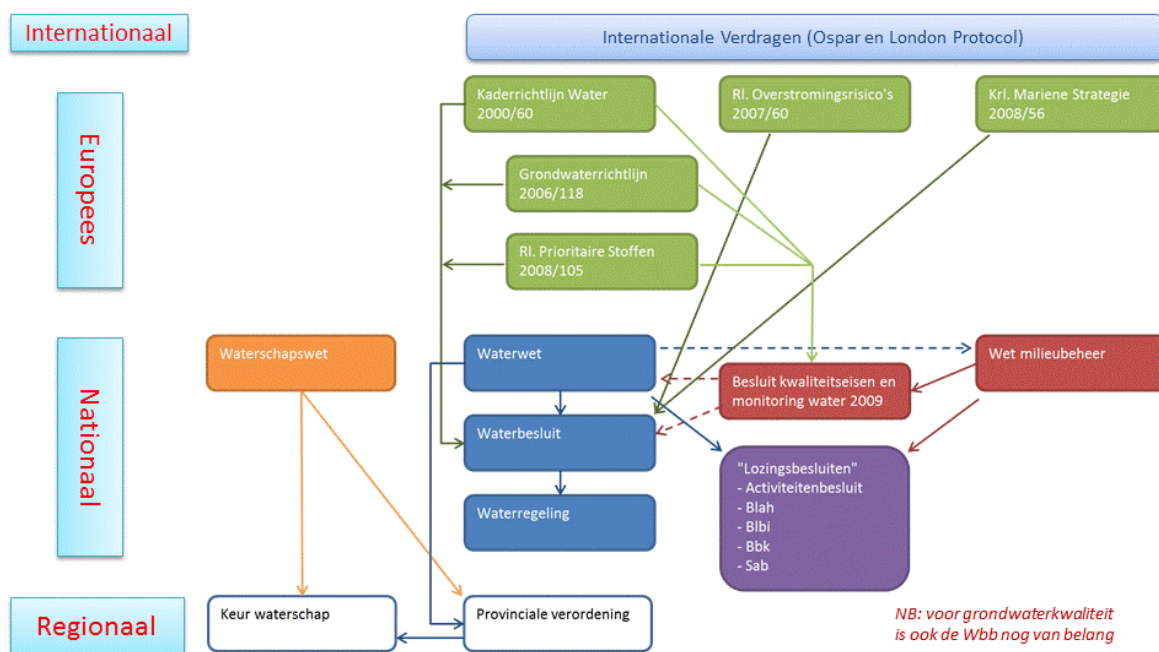 Internationaal
Internationale Verdragen (Ospar en London Protocol)
Europees
Kaderrichtlijn Water
2000/60
Rl. Overstromingsrisico's
2007/60
Krl. Mariene Strategie
2008/56
Grondwaterrichtlijn
2006/118
Rl. Prioritaire Stoffen
2008/105
Nationaal
Waterschapswet
Waterwet
Wet milieubeheer
Besluit kwaliteitseisen en
monitoring water 2009
Waterbesluit
"Lozingsbesluiten"
- Activiteitenbesluit
- Blah
- Blbi
- Bbk
- Sab
Waterregeling
Regionaal
Keur waterschap
Provinciale verordening
NB: voor grondwaterkwaliteit
is ook de Wbb nog van belang